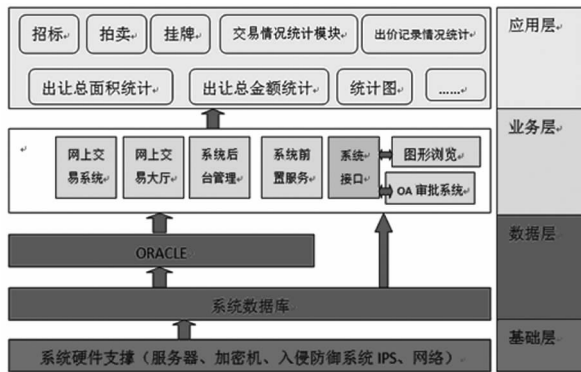 招标 拍卖 挂牌 交易情况统计模块 出价记录情况统计
出让总面积统计 出让总金额统计 统计图 ……
应用层
网上交易系统
网上交易大厅
系统后台管理
系统前置服务
系统接口
图形浏览
OA 审批系统
业务层
ORACLE
数据层
系统数据库
系统硬件支撑（服务器、加密机、入侵防御系统 IPS、网络）
基础层